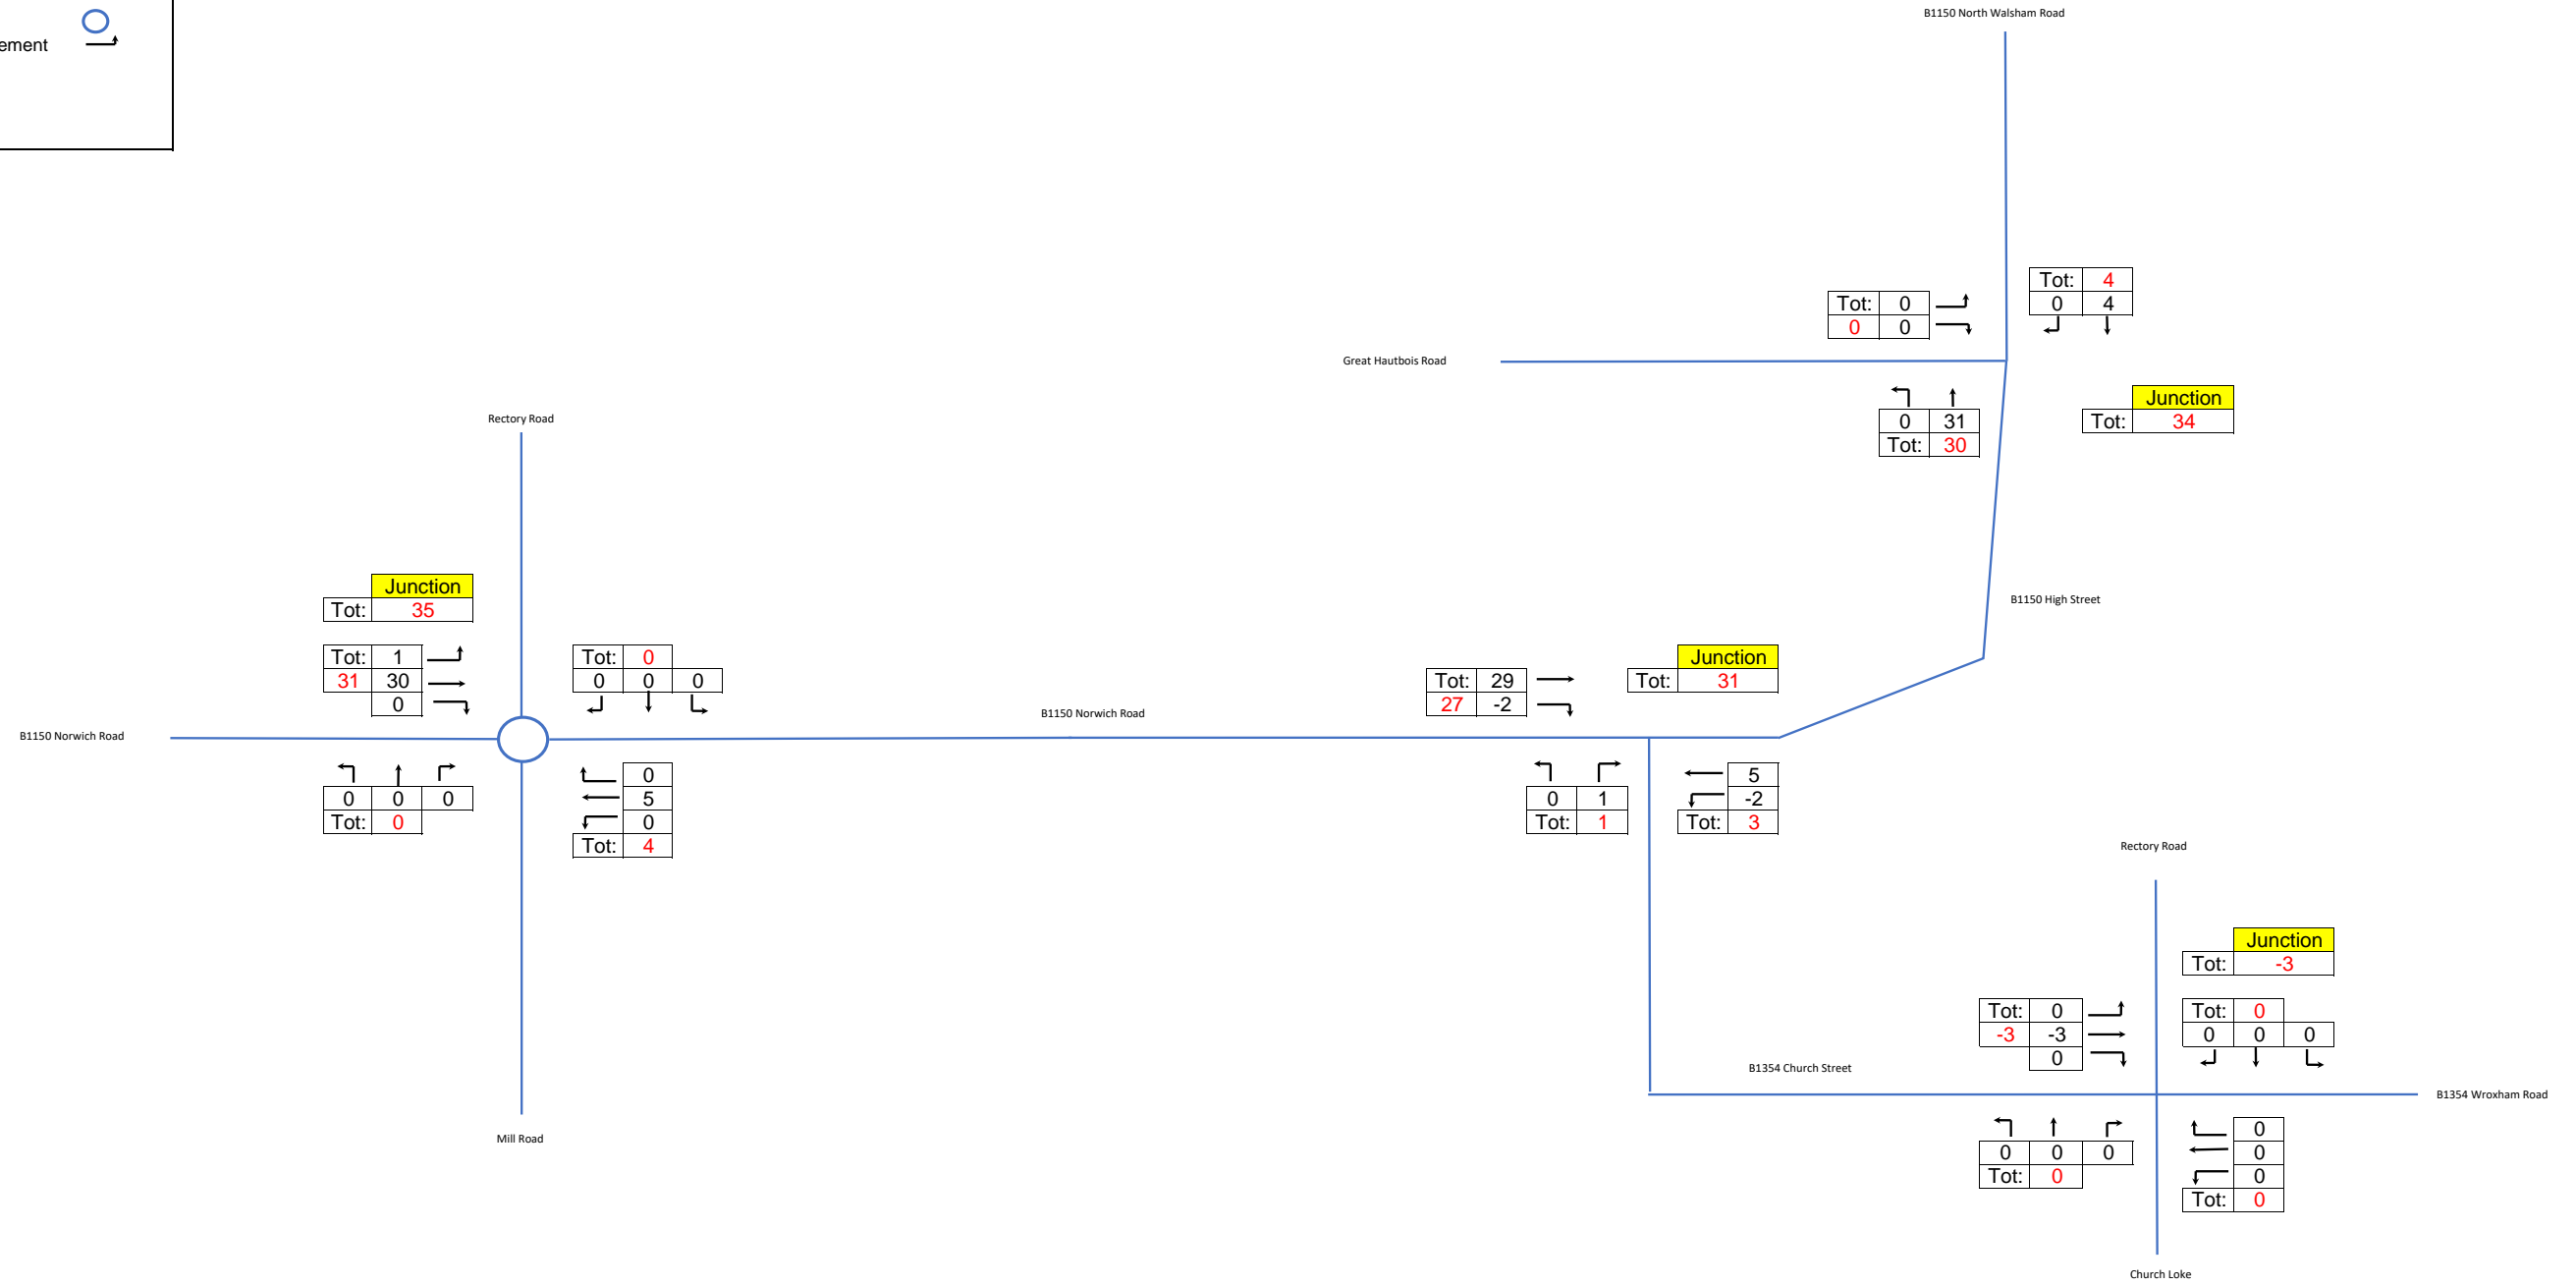 ement
B1150 North Walsham Road
Tot: 4
0 4
Tot: 0
0 0
Great Hautbois Road
Junction
Tot: 34
0 31
Tot: 30
Rectory Road
B1150 High Street
Junction
Tot: 35
Tot: 1
31 30
0
Tot: 0
0 0 0
Junction
Tot: 31
Tot: 29
27 -2
B1150 Norwich Road
B1150 Norwich Road
0 0 0
Tot: 0
0
5
0
Tot: 4
0 1
Tot: 1
5
-2
Tot: 3
Rectory Road
Junction
Tot: -3
Tot: 0
-3 -3
0
Tot: 0
0 0 0
B1354 Church Street
B1354 Wroxham Road
Mill Road
0 0 0
Tot: 0
0
0
0
Tot: 0
Church Loke